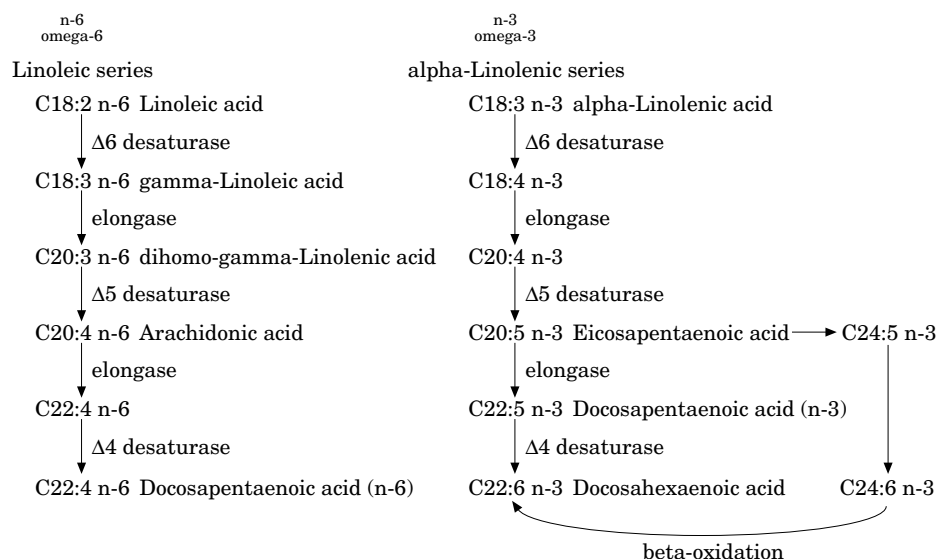 n-6
omega-6
n-3
omega-3
Linoleic series
alpha-Linolenic series
C18:2 n-6 Linoleic acid
C18:3 n-3 alpha-Linolenic acid
Δ6 desaturase
Δ6 desaturase
C18:3 n-6 gamma-Linoleic acid
C18:4 n-3
elongase
elongase
C20:3 n-6 dihomo-gamma-Linolenic acid
C20:4 n-3
Δ5 desaturase
Δ5 desaturase
C20:4 n-6 Arachidonic acid
C20:5 n-3 Eicosapentaenoic acid
C24:5 n-3
elongase
elongase
C22:4 n-6
C22:5 n-3 Docosapentaenoic acid (n-3)
Δ4 desaturase
Δ4 desaturase
C22:4 n-6 Docosapentaenoic acid (n-6)
C22:6 n-3 Docosahexaenoic acid
C24:6 n-3
beta-oxidation